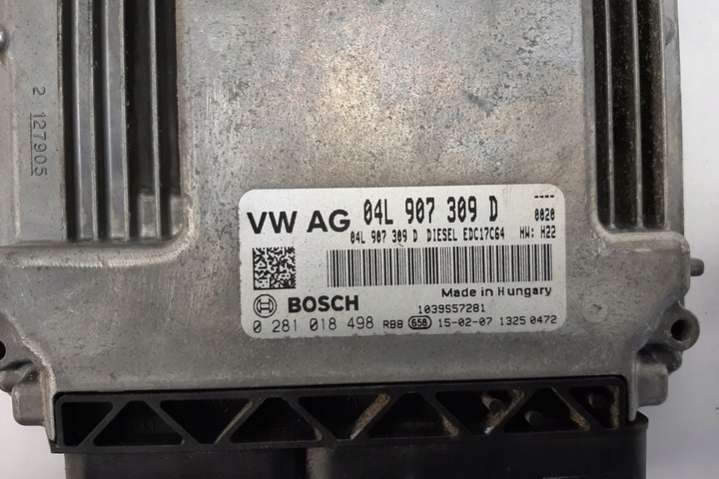 2 127905
VW AG 04L 907 309 D ----
04L 907 309 D DIESEL EDC17C64 0020
HW: H22
Made in Hungary
BOSCH 1039S57281
0 281 018 498 RBB 658 15-02-07 1325 0472